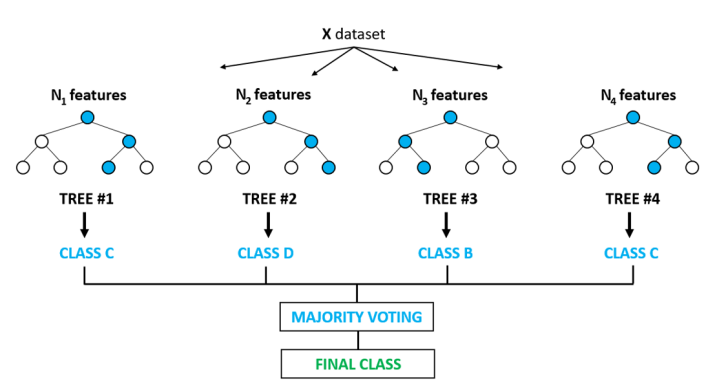 X dataset
N1 features
N2 features
N3 features
N4 features
TREE #1
TREE #2
TREE #3
TREE #4
CLASS C
CLASS D
CLASS B
CLASS C
MAJORITY VOTING
FINAL CLASS